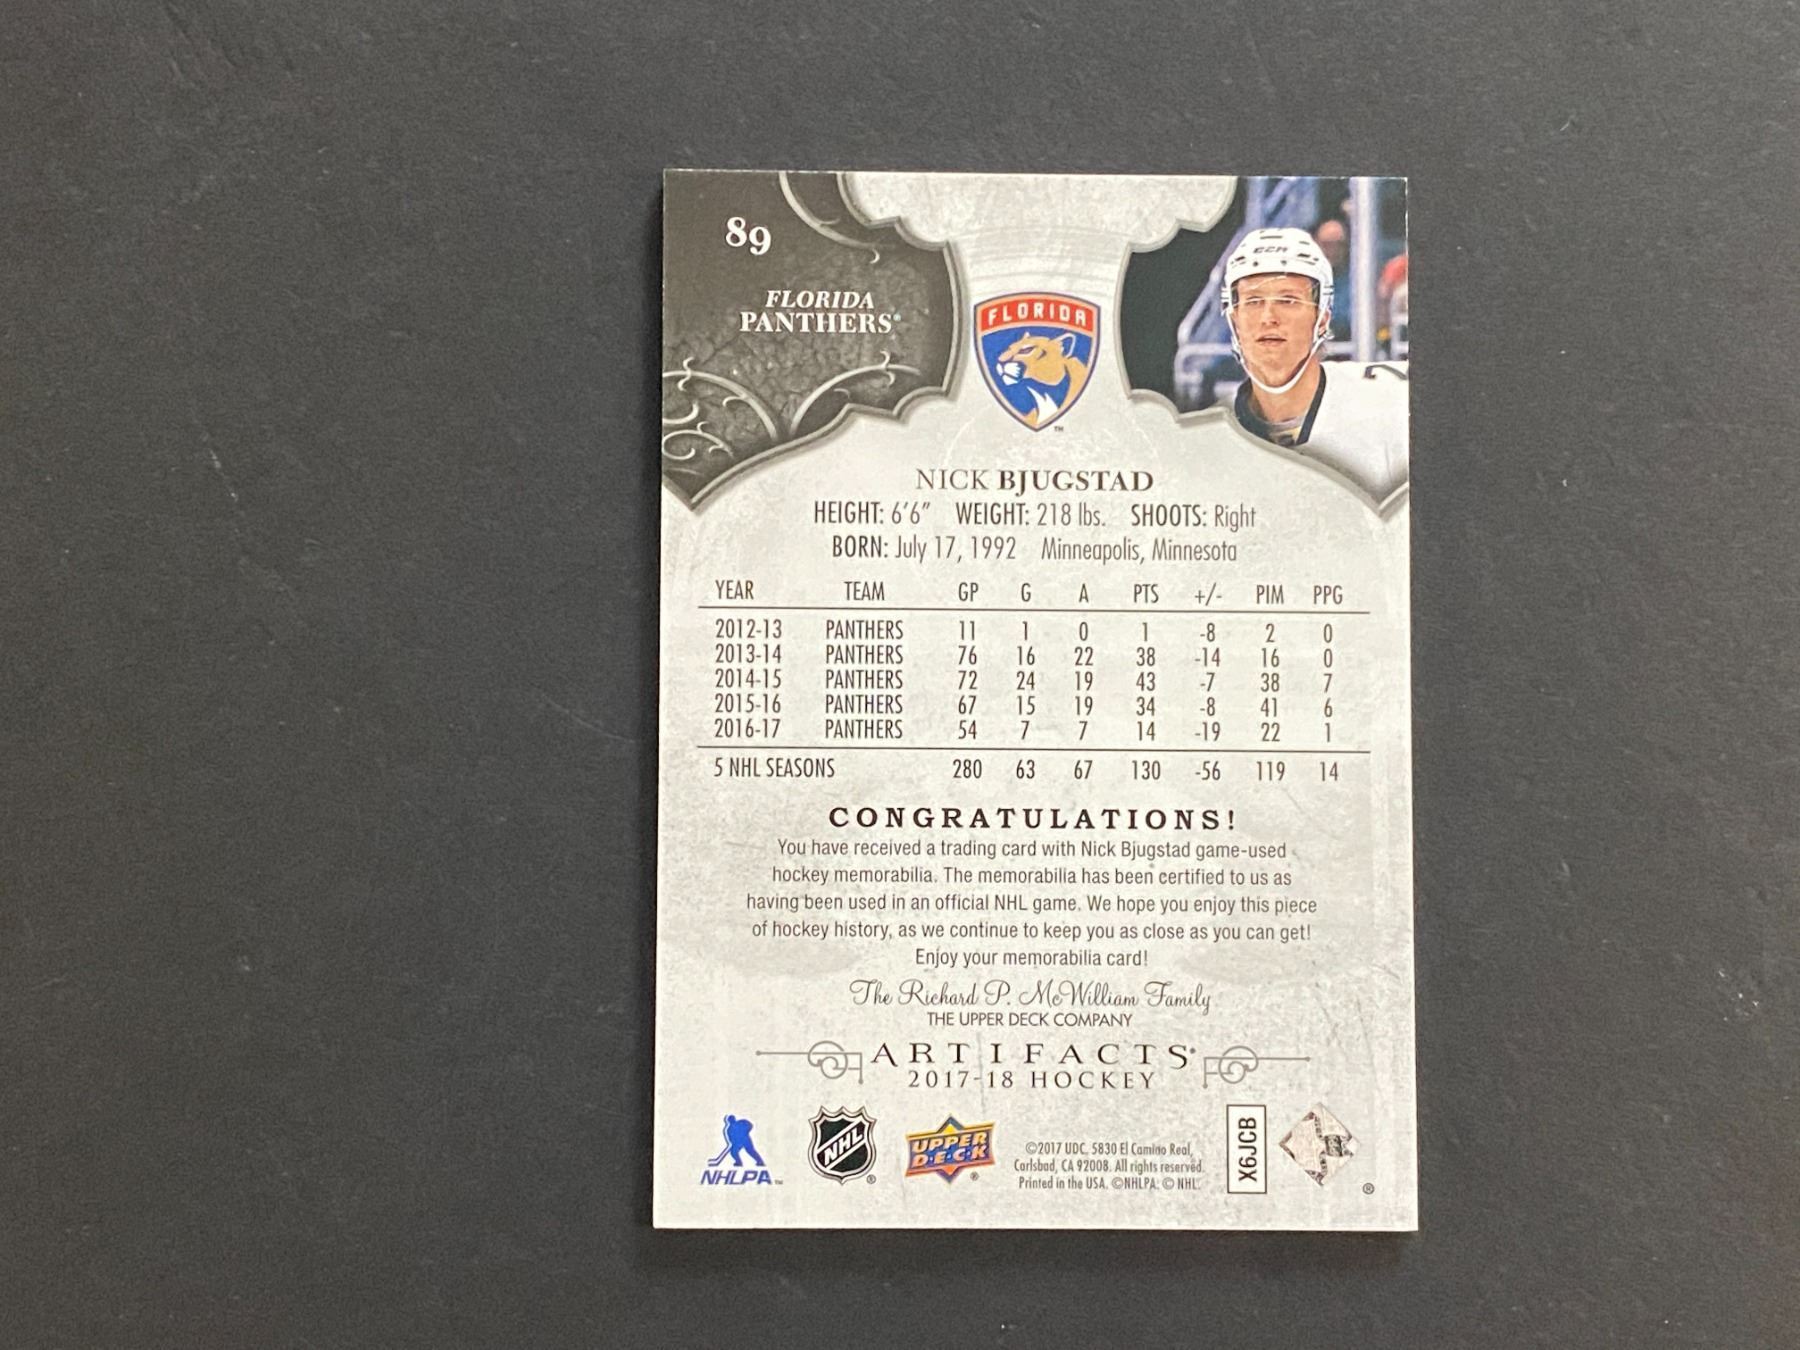 89
FLORIDA
PANTHERS®
FLORIDA
TM
CCM
NICK BJUGSTAD
HEIGHT: 6'6" WEIGHT: 218 lbs. SHOOTS: Right
BORN: July 17, 1992 Minneapolis, Minnesota
YEAR TEAM GP G A PTS +/- PIM PPG
2012-13 PANTHERS 11 1 0 1 -8 2 0
2013-14 PANTHERS 76 16 22 38 -14 16 0
2014-15 PANTHERS 72 24 19 43 -7 38 7
2015-16 PANTHERS 67 15 19 34 -8 41 6
2016-17 PANTHERS 54 7 7 14 -19 22 1
5 NHL SEASONS 280 63 67 130 -56 119 14
CONGRATULATIONS!
You have received a trading card with Nick Bjugstad game-used
hockey memorabilia. The memorabilia has been certified to us as
having been used in an official NHL game. We hope you enjoy this piece
of hockey history, as we continue to keep you as close as you can get!
Enjoy your memorabilia card!
The Richard P. McWilliam Family
THE UPPER DECK COMPANY
ARTIFACTS®
2017-18 HOCKEY
NHLPA™
NHL®
UPPER
D·E·C·K®
©2017 UDC. 5830 El Camino Real,
Carlsbad, CA 92008. All rights reserved.
Printed in the USA. ©NHLPA. © NHL.
X6JCB
®